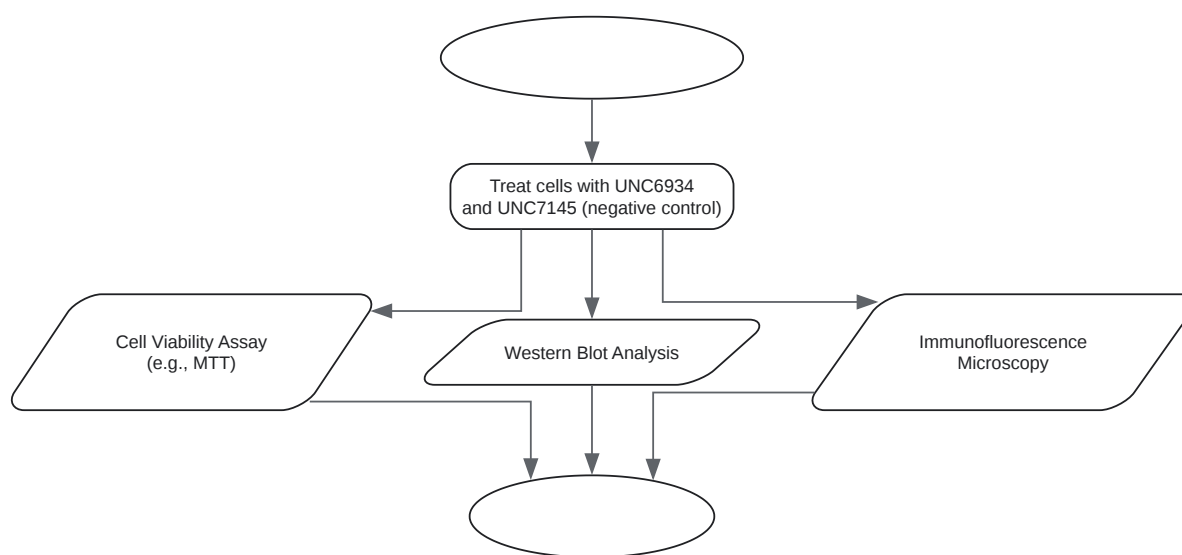 Treat cells with UNC6934
and UNC7145 (negative control)
Cell Viability Assay
(e.g., MTT)
Western Blot Analysis
Immunofluorescence
Microscopy